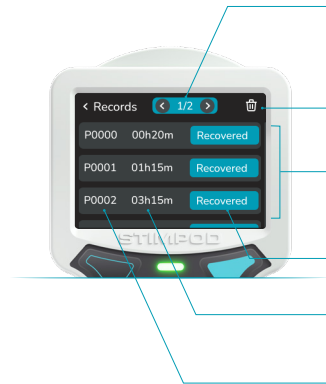 < Records < 1/2 >
P0000 00h20m Recovered
P0001 01h15m Recovered
P0002 03h15m Recovered
STIMPOD